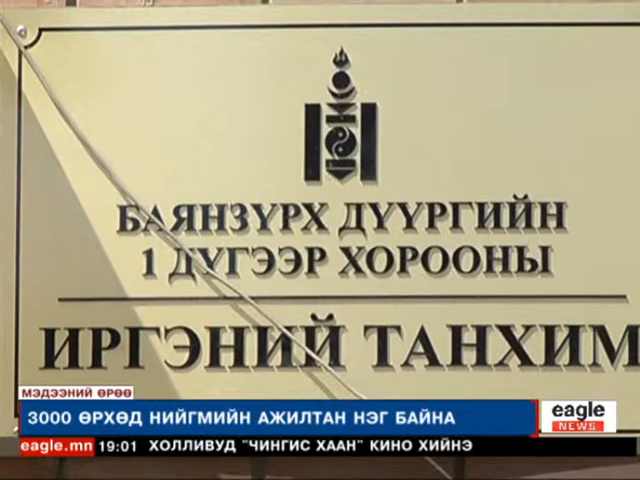 БАЯНЗҮРХ ДҮҮРГИЙН
1 ДҮГЭЭР ХОРООНЫ
ИРГЭНИЙ ТАНХИМ
МЭДЭЭНИЙ ӨРӨӨ
3000 ӨРХӨД НИЙГМИЙН АЖИЛТАН НЭГ БАЙНА
eagle
NEWS
eagle.mn 19:01 ХОЛЛИВУД "ЧИНГИС ХААН" КИНО ХИЙНЭ